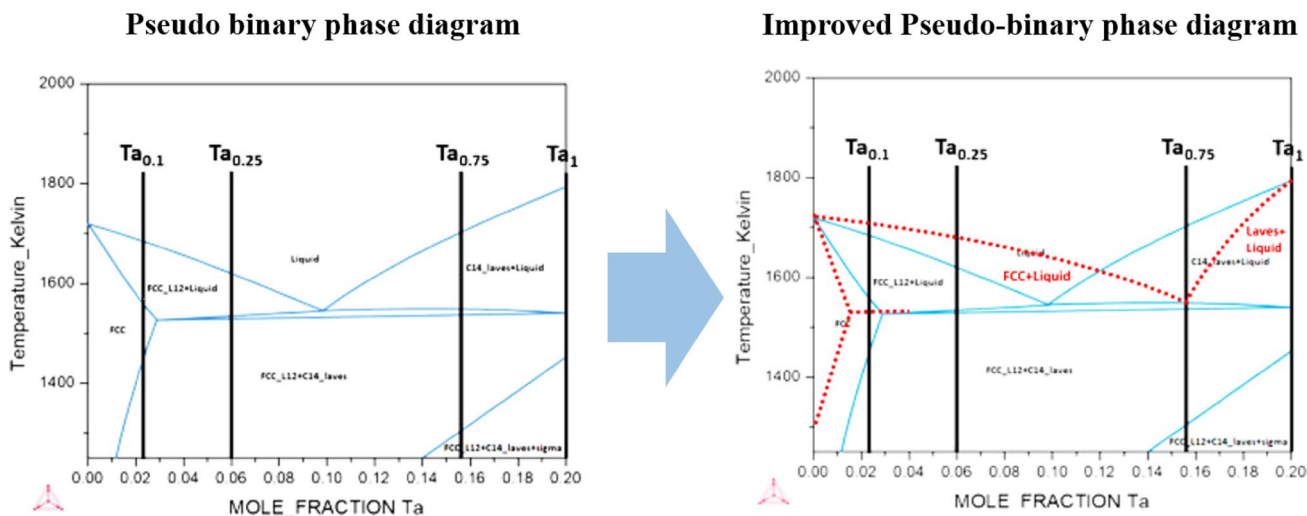 Pseudo binary phase diagram
2000
1800
1600
1400
Temperature_Kelvin
Ta0.1
Ta0.25
Ta0.75
Ta1
Liquid
C14_laves+Liquid
FCC_L12+Liquid
FCC
FCC_L12+C14_laves
FCC_L12+C14_laves+sigma
0.00 0.02 0.04 0.06 0.08 0.10 0.12 0.14 0.16 0.18 0.20
MOLE_FRACTION Ta
Improved Pseudo-binary phase diagram
2000
1800
1600
1400
Temperature_Kelvin
Ta0.1
Ta0.25
Ta0.75
Ta1
Laves+
Liquid
Liquid
C14_laves+Liquid
FCC+Liquid
FCC_L12+Liquid
FCC
FCC_L12+C14_laves
FCC_L12+C14_laves+sigma
0.00 0.02 0.04 0.06 0.08 0.10 0.12 0.14 0.16 0.18 0.20
MOLE_FRACTION Ta